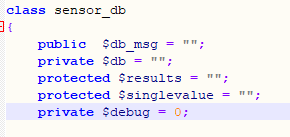 class sensor_db
{
public $db_msg = "";
private $db = "";
protected $results = "";
protected $singlevalue = "";
private $debug = 0;